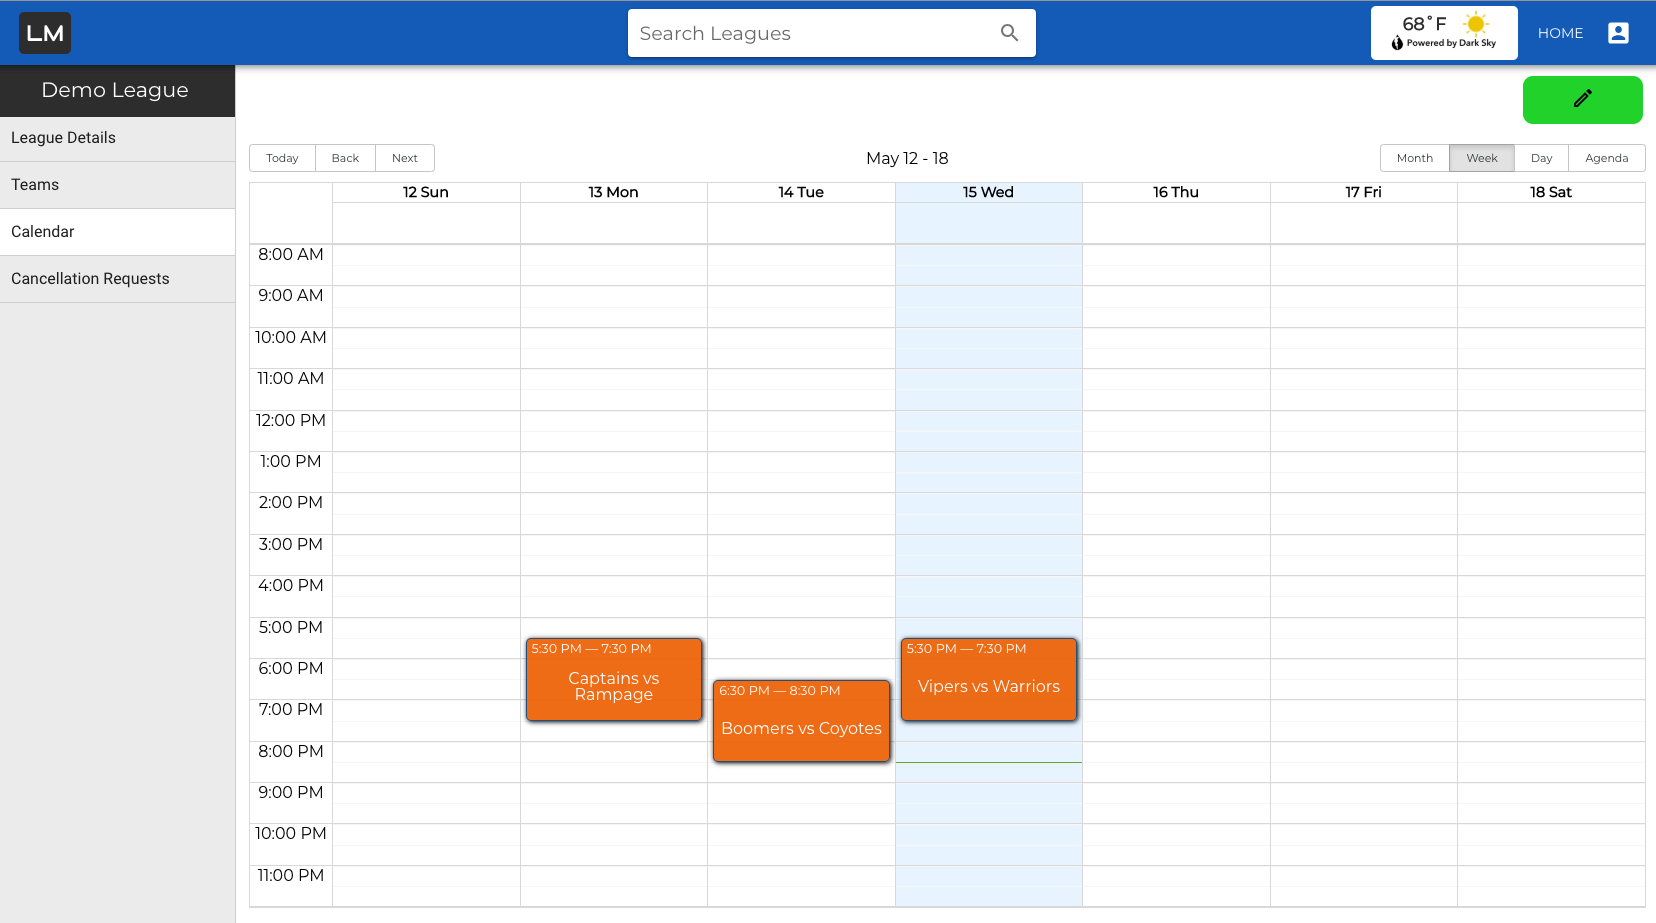 LM
Search Leagues
68°F
Powered by Dark Sky
HOME
Demo League
League Details
Teams
Calendar
Cancellation Requests
Today Back Next
May 12 - 18
Month Week Day Agenda
12 Sun 13 Mon 14 Tue 15 Wed 16 Thu 17 Fri 18 Sat
8:00 AM
9:00 AM
10:00 AM
11:00 AM
12:00 PM
1:00 PM
2:00 PM
3:00 PM
4:00 PM
5:00 PM
6:00 PM
7:00 PM
8:00 PM
9:00 PM
10:00 PM
11:00 PM
5:30 PM — 7:30 PM
Captains vs
Rampage
6:30 PM — 8:30 PM
Boomers vs Coyotes
5:30 PM — 7:30 PM
Vipers vs Warriors